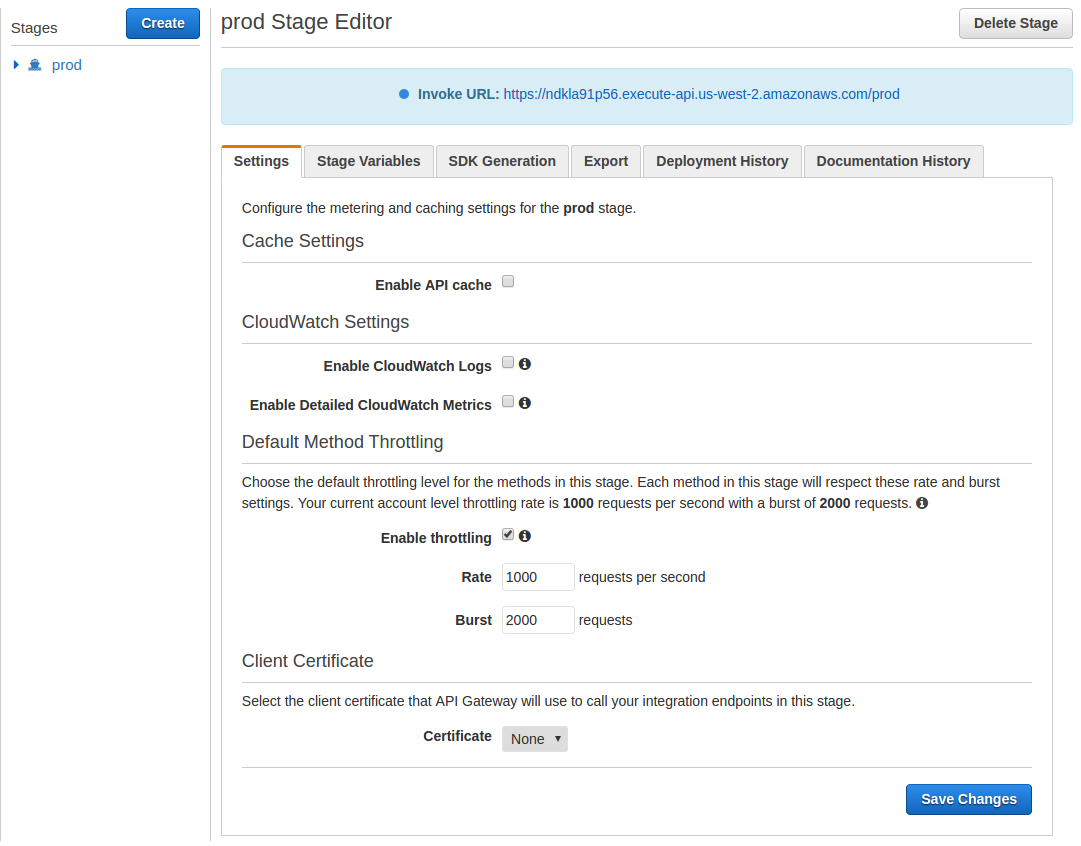 Stages
Create
prod
prod Stage Editor
Delete Stage
Invoke URL: https://ndkla91p56.execute-api.us-west-2.amazonaws.com/prod
Settings
Stage Variables
SDK Generation
Export
Deployment History
Documentation History
Configure the metering and caching settings for the prod stage.
Cache Settings
Enable API cache
CloudWatch Settings
Enable CloudWatch Logs
Enable Detailed CloudWatch Metrics
Default Method Throttling
Choose the default throttling level for the methods in this stage. Each method in this stage will respect these rate and burst
settings. Your current account level throttling rate is 1000 requests per second with a burst of 2000 requests.
Enable throttling
Rate 1000 requests per second
Burst 2000 requests
Client Certificate
Select the client certificate that API Gateway will use to call your integration endpoints in this stage.
Certificate None
Save Changes